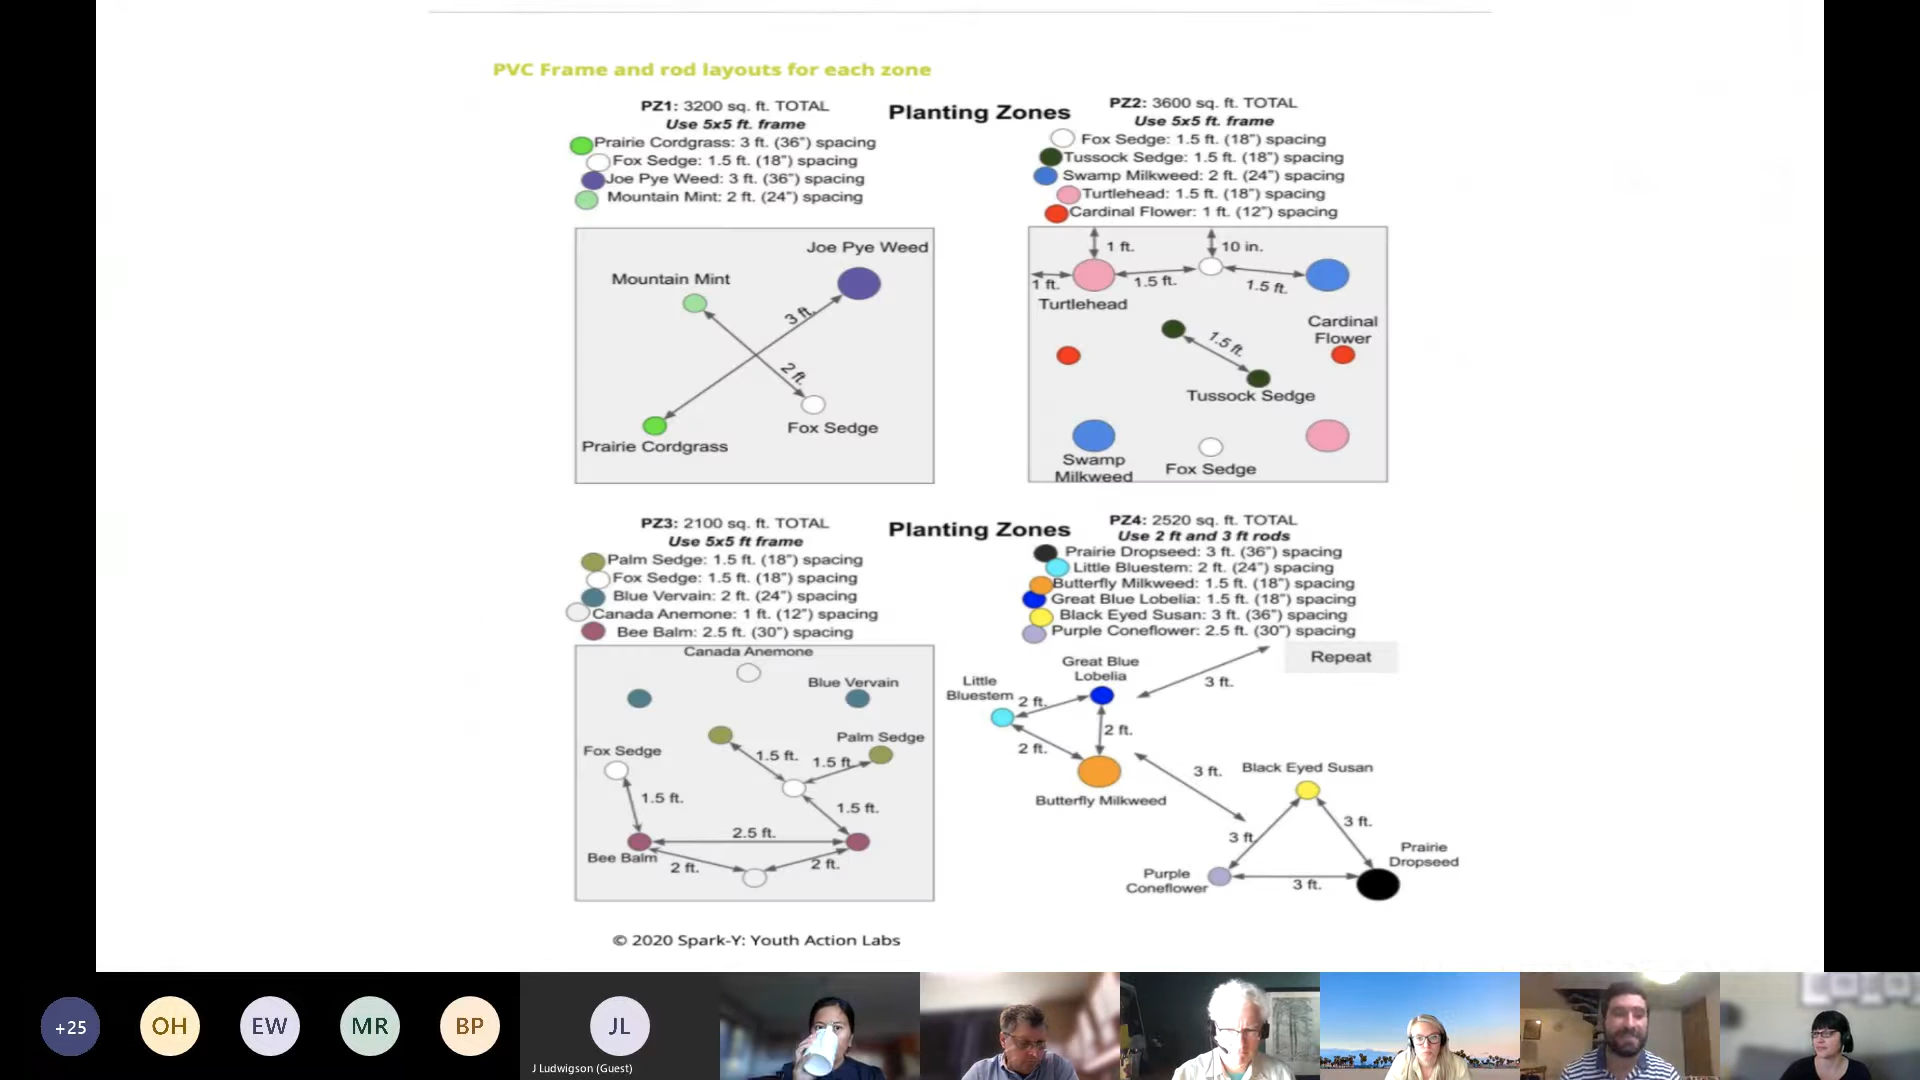 PVC Frame and rod layouts for each zone
Planting Zones
PZ1: 3200 sq. ft. TOTAL
Use 5x5 ft. frame
Prairie Cordgrass: 3 ft. (36”) spacing
Fox Sedge: 1.5 ft. (18”) spacing
Joe Pye Weed: 3 ft. (36”) spacing
Mountain Mint: 2 ft. (24”) spacing
Joe Pye Weed
Mountain Mint
3 ft.
2 ft.
Fox Sedge
Prairie Cordgrass
PZ2: 3600 sq. ft. TOTAL
Use 5x5 ft. frame
Fox Sedge: 1.5 ft. (18”) spacing
Tussock Sedge: 1.5 ft. (18”) spacing
Swamp Milkweed: 2 ft. (24”) spacing
Turtlehead: 1.5 ft. (18”) spacing
Cardinal Flower: 1 ft. (12”) spacing
1 ft.
10 in.
1 ft.
1.5 ft.
1.5 ft.
Turtlehead
Cardinal
Flower
1.5 ft.
Tussock Sedge
Swamp
Milkweed
Fox Sedge
Planting Zones
PZ3: 2100 sq. ft. TOTAL
Use 5x5 ft frame
Palm Sedge: 1.5 ft. (18”) spacing
Fox Sedge: 1.5 ft. (18”) spacing
Blue Vervain: 2 ft. (24”) spacing
Canada Anemone: 1 ft. (12”) spacing
Bee Balm: 2.5 ft. (30”) spacing
Canada Anemone
Blue Vervain
Palm Sedge
Fox Sedge
1.5 ft.
1.5 ft.
1.5 ft.
1.5 ft.
2.5 ft.
Bee Balm
2 ft.
2 ft.
PZ4: 2520 sq. ft. TOTAL
Use 2 ft and 3 ft rods
Prairie Dropseed: 3 ft. (36”) spacing
Little Bluestem: 2 ft. (24”) spacing
Butterfly Milkweed: 1.5 ft. (18”) spacing
Great Blue Lobelia: 1.5 ft. (18”) spacing
Black Eyed Susan: 3 ft. (36”) spacing
Purple Coneflower: 2.5 ft. (30”) spacing
Repeat
Great Blue
Lobelia
Little
Bluestem
2 ft.
3 ft.
2 ft.
2 ft.
Butterfly Milkweed
3 ft.
Black Eyed Susan
3 ft.
3 ft.
Prairie
Dropseed
Purple
Coneflower
3 ft.
© 2020 Spark-Y: Youth Action Labs
+25
OH
EW
MR
BP
JL
J Ludwigson (Guest)